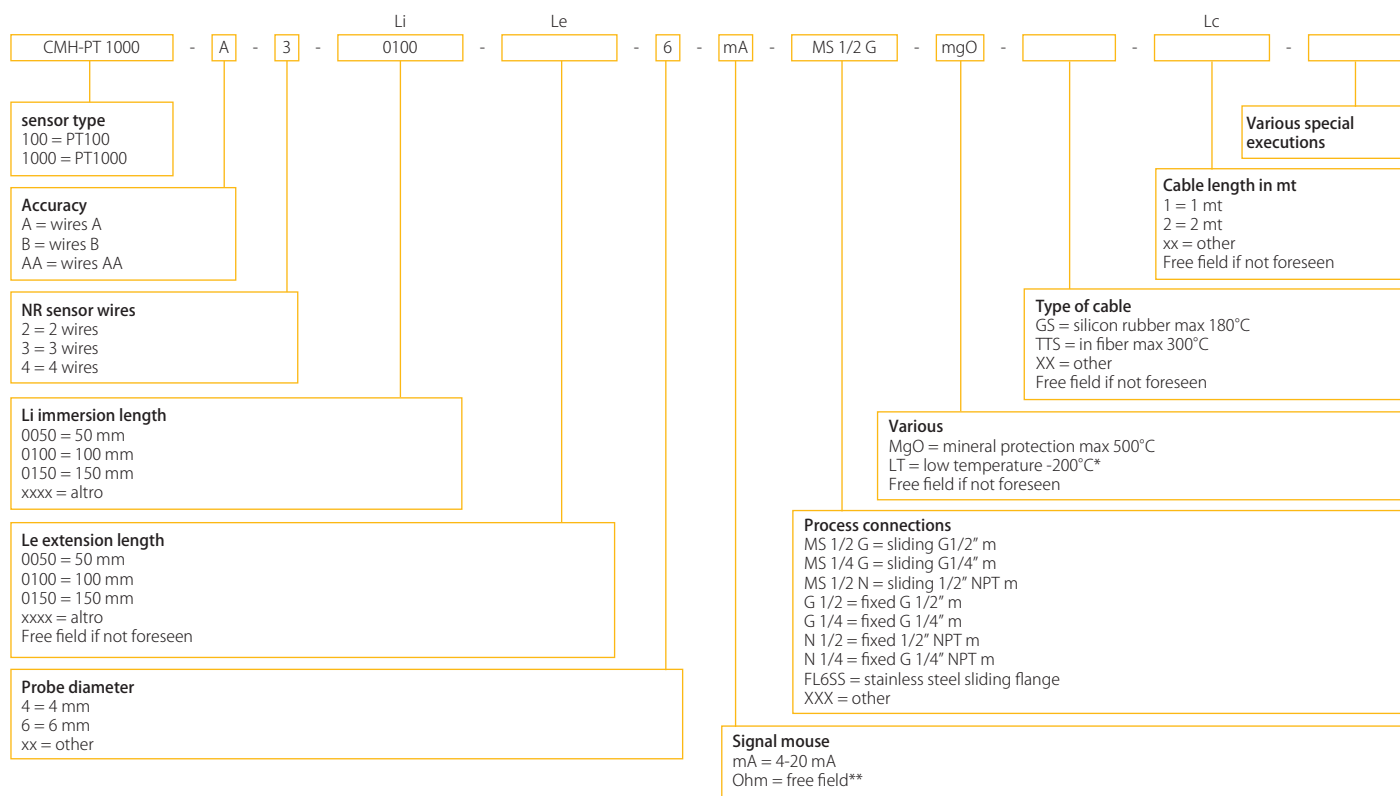 Li Le Lc
CMH-PT 1000 - A - 3 - 0100 - - 6 - mA - MS 1/2 G - mgO - - -
sensor type
100 = PT100
1000 = PT1000
Various special
executions
Accuracy
A = wires A
B = wires B
AA = wires AA
Cable length in mt
1 = 1 mt
2 = 2 mt
xx = other
Free field if not foreseen
NR sensor wires
2 = 2 wires
3 = 3 wires
4 = 4 wires
Type of cable
GS = silicon rubber max 180°C
TTS = in fiber max 300°C
XX = other
Free field if not foreseen
Li immersion length
0050 = 50 mm
0100 = 100 mm
0150 = 150 mm
xxxx = altro
Various
MgO = mineral protection max 500°C
LT = low temperature -200°C*
Free field if not foreseen
Le extension length
0050 = 50 mm
0100 = 100 mm
0150 = 150 mm
xxxx = altro
Free field if not foreseen
Process connections
MS 1/2 G = sliding G1/2” m
MS 1/4 G = sliding G1/4” m
MS 1/2 N = sliding 1/2” NPT m
G 1/2 = fixed G 1/2” m
G 1/4 = fixed G 1/4” m
N 1/2 = fixed 1/2” NPT m
N 1/4 = fixed G 1/4” NPT m
FL6SS = stainless steel sliding flange
XXX = other
Probe diameter
4 = 4 mm
6 = 6 mm
xx = other
Signal mouse
mA = 4-20 mA
Ohm = free field**